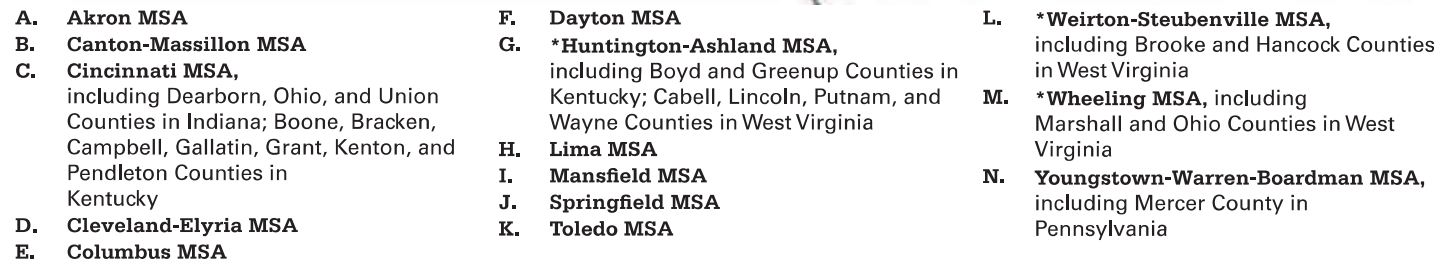 A. Akron MSA
B. Canton-Massillon MSA
C. Cincinnati MSA,
including Dearborn, Ohio, and Union
Counties in Indiana; Boone, Bracken,
Campbell, Gallatin, Grant, Kenton, and
Pendleton Counties in
Kentucky
D. Cleveland-Elyria MSA
E. Columbus MSA
F. Dayton MSA
G. *Huntington-Ashland MSA,
including Boyd and Greenup Counties in
Kentucky; Cabell, Lincoln, Putnam, and
Wayne Counties in West Virginia
H. Lima MSA
I. Mansfield MSA
J. Springfield MSA
K. Toledo MSA
L. *Weirton-Steubenville MSA,
including Brooke and Hancock Counties
in West Virginia
M. *Wheeling MSA, including
Marshall and Ohio Counties in West
Virginia
N. Youngstown-Warren-Boardman MSA,
including Mercer County in
Pennsylvania